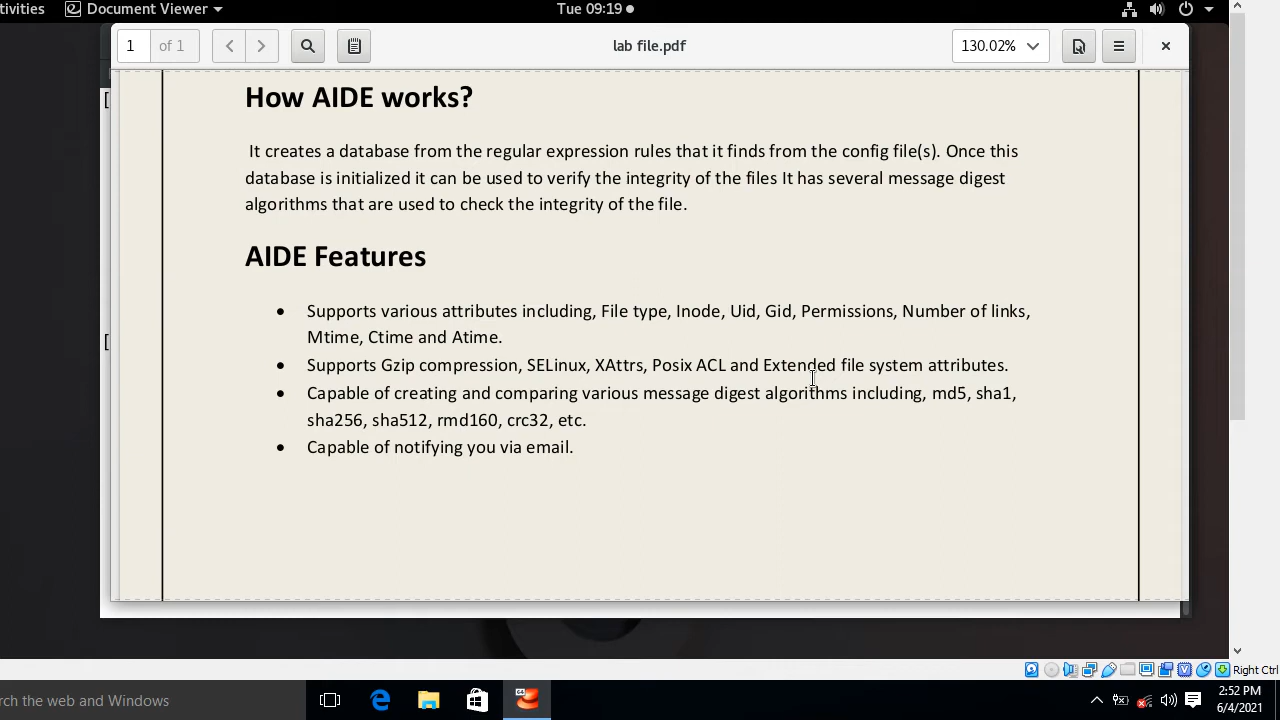 tivities
Document Viewer
Tue 09:19
1 of 1
lab file.pdf
130.02%
How AIDE works?
It creates a database from the regular expression rules that it finds from the config file(s). Once this
database is initialized it can be used to verify the integrity of the files It has several message digest
algorithms that are used to check the integrity of the file.
AIDE Features
• Supports various attributes including, File type, Inode, Uid, Gid, Permissions, Number of links,
Mtime, Ctime and Atime.
• Supports Gzip compression, SELinux, XAttrs, Posix ACL and Extended file system attributes.
• Capable of creating and comparing various message digest algorithms including, md5, sha1,
sha256, sha512, rmd160, crc32, etc.
• Capable of notifying you via email.
[
[
Right Ctrl
rch the web and Windows
2:52 PM
6/4/2021